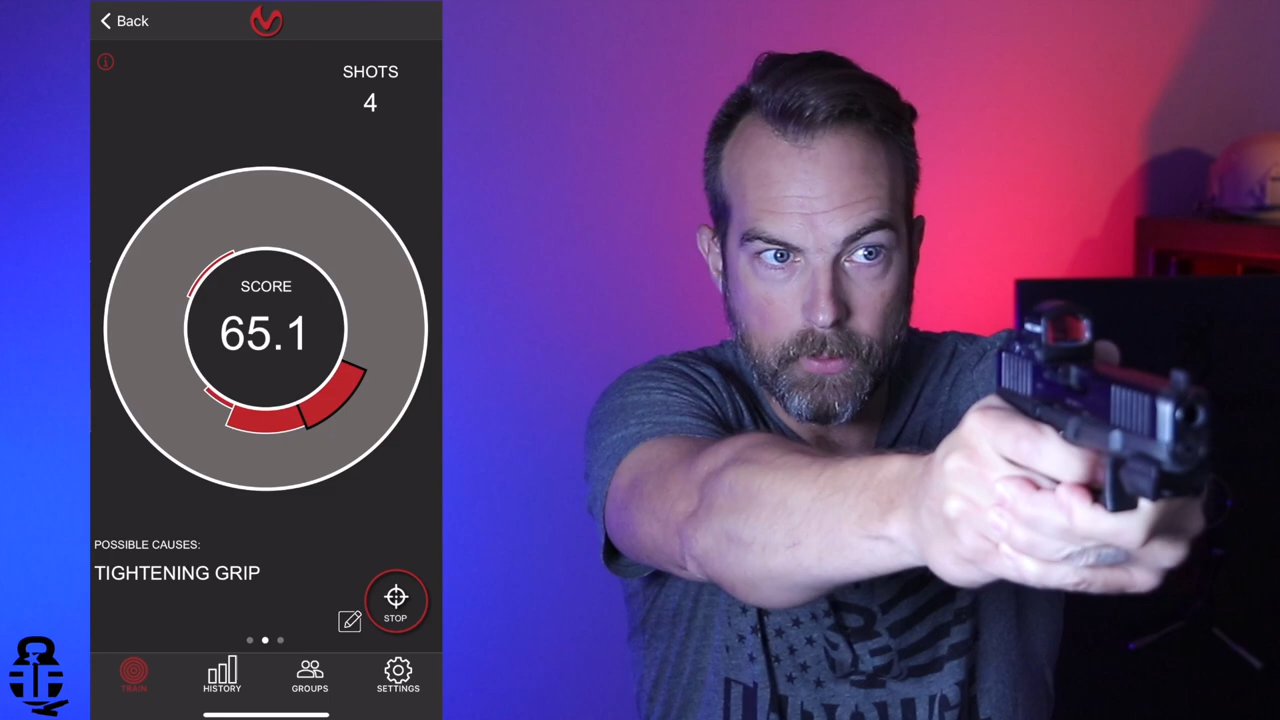 Back
SHOTS
4
SCORE
65.1
POSSIBLE CAUSES:
TIGHTENING GRIP
STOP
TRAIN
HISTORY
GROUPS
SETTINGS